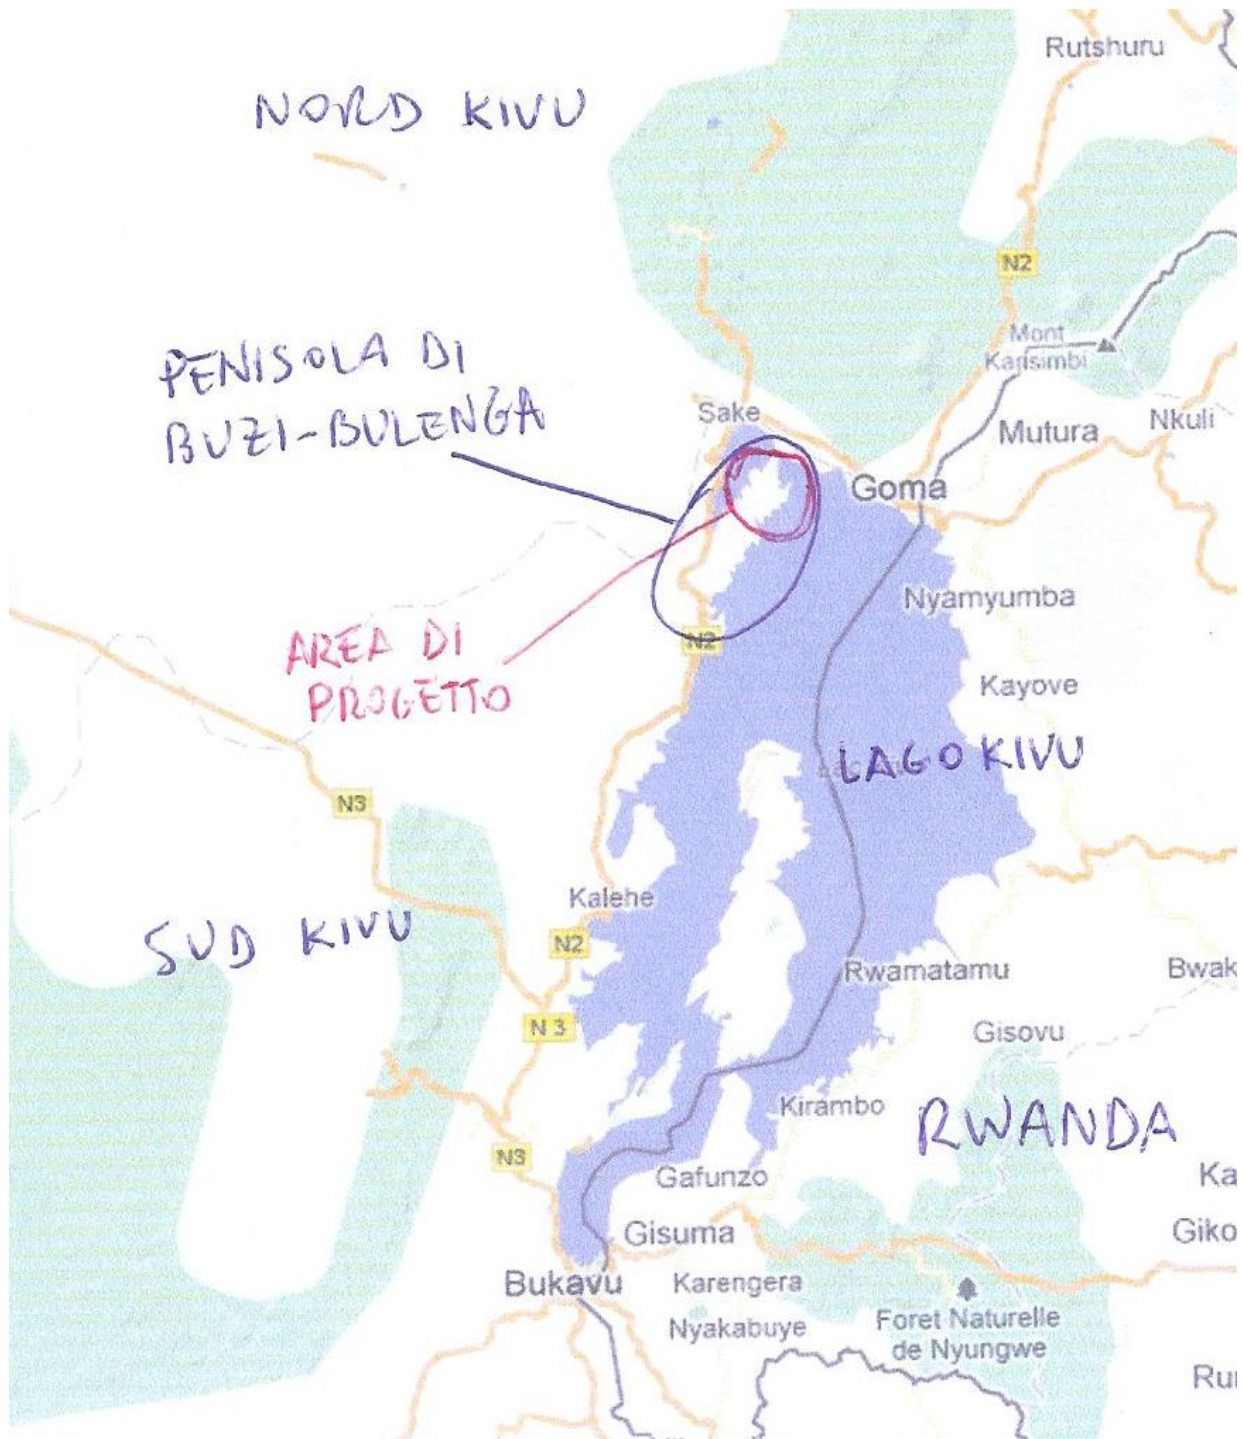 Rutshuru
NORD KIVU
N2
Mont
Karisimbi
PENISOLA DI
BUZI-BULENGA
Sake
Nkuli
Mutura
Goma
Nyamyumba
N2
AREA DI
PROGETTO
Kayove
LAGO KIVU
N3
Kalehe
SUD KIVU
N2
Rwamatamu
Bwak
N 3
Gisovu
Kirambo
RWANDA
N3
Gafunzo
Ka
Gisuma
Giko
Bukavu
Karengera
Nyakabuye
Foret Naturelle
de Nyungwe
Rur